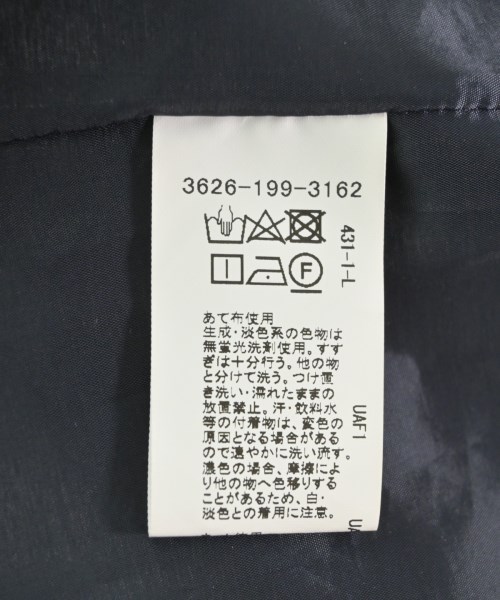 3626-199-3162
431-1-L
F
あて布使用
生成・淡色系の色物は
無蛍光洗剤使用。すす
ぎは十分行う。他の物
と分けて洗う。つけ置
き洗い・濡れたままの
放置禁止。汗・飲料水
等の付着物は、変色の
原因となる場合がある
ので速やかに洗い流す。
濃色の場合、摩擦によ
り他の物へ色移りする
ことがあるため、白・
淡色との着用に注意。
UAF1